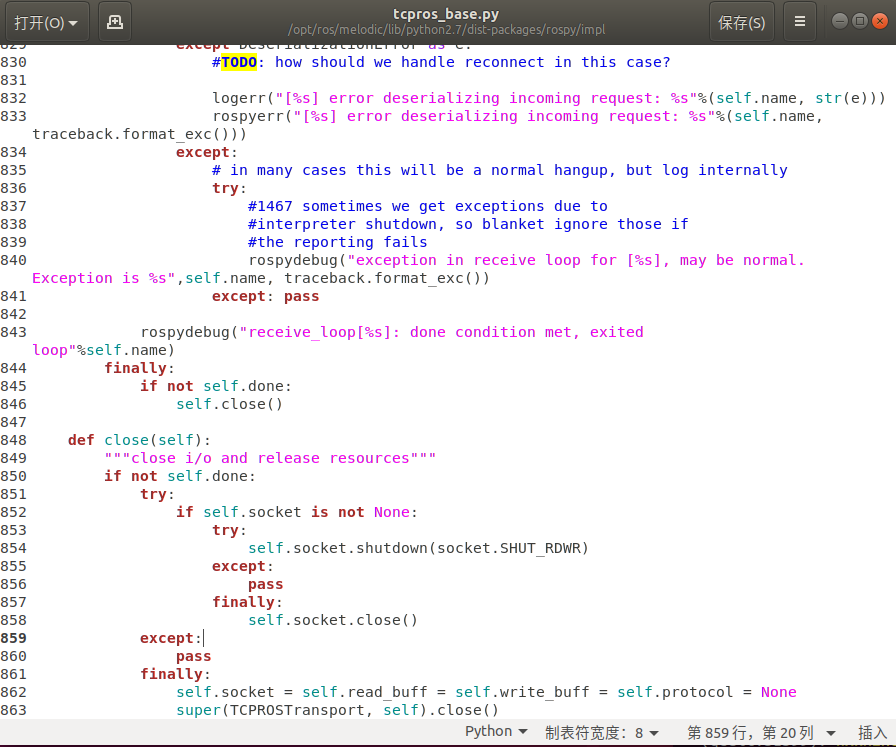 打开(O)
tcpros_base.py
/opt/ros/melodic/lib/python2.7/dist-packages/rospy/impl
保存(S)
829                 except DeserializationError as e:
830                     #TODO: how should we handle reconnect in this case?
831
832                     logerr("[%s] error deserializing incoming request: %s"%(self.name, str(e)))
833                     rospyerr("[%s] error deserializing incoming request: %s"%(self.name,
traceback.format_exc()))
834                 except:
835                     # in many cases this will be a normal hangup, but log internally
836                     try:
837                         #1467 sometimes we get exceptions due to
838                         #interpreter shutdown, so blanket ignore those if
839                         #the reporting fails
840                         rospydebug("exception in receive loop for [%s], may be normal.
Exception is %s",self.name, traceback.format_exc())
841                     except: pass
842
843             rospydebug("receive_loop[%s]: done condition met, exited
loop"%self.name)
844         finally:
845             if not self.done:
846                 self.close()
847
848     def close(self):
849         """close i/o and release resources"""
850         if not self.done:
851             try:
852                 if self.socket is not None:
853                     try:
854                         self.socket.shutdown(socket.SHUT_RDWR)
855                     except:
856                         pass
857                     finally:
858                         self.socket.close()
859             except:
860                 pass
861             finally:
862                 self.socket = self.read_buff = self.write_buff = self.protocol = None
863                 super(TCPROSTransport, self).close()
Python
制表符宽度：8
第 859 行，第 20 列
插入